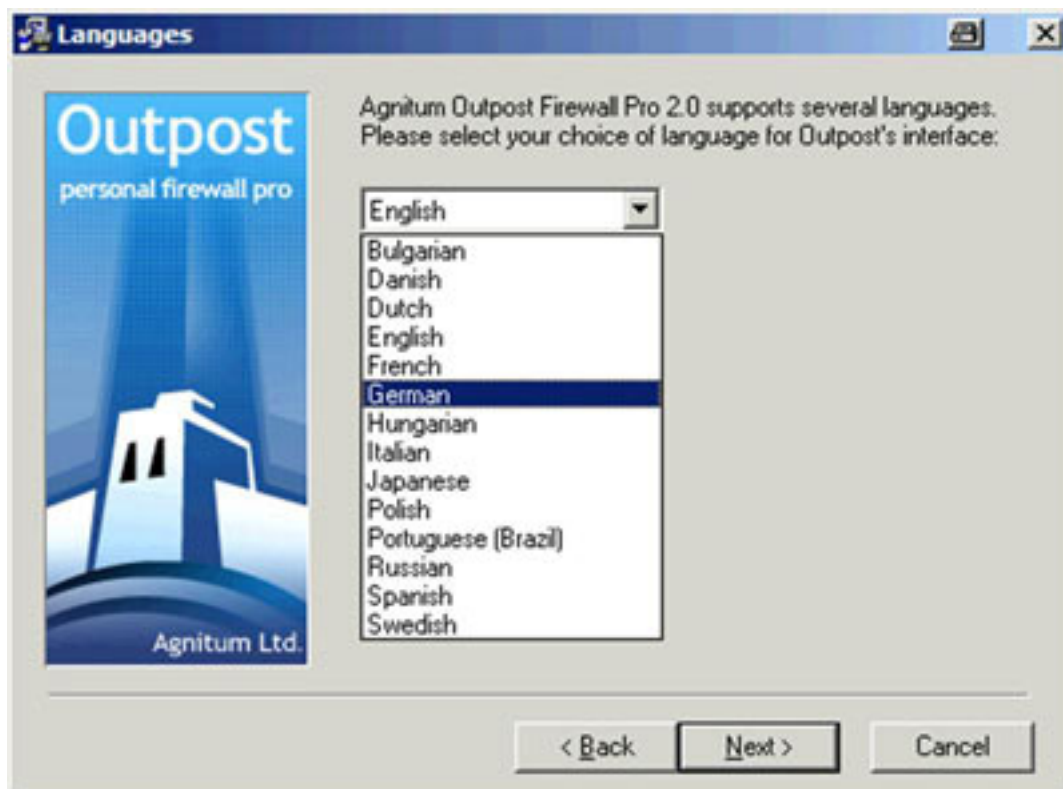 Languages
Outpost
personal firewall pro
Agnitum Ltd.
Agnitum Outpost Firewall Pro 2.0 supports several languages.
Please select your choice of language for Outpost's interface:
English
Bulgarian
Danish
Dutch
English
French
German
Hungarian
Italian
Japanese
Polish
Portuguese (Brazil)
Russian
Spanish
Swedish
< Back
Next >
Cancel